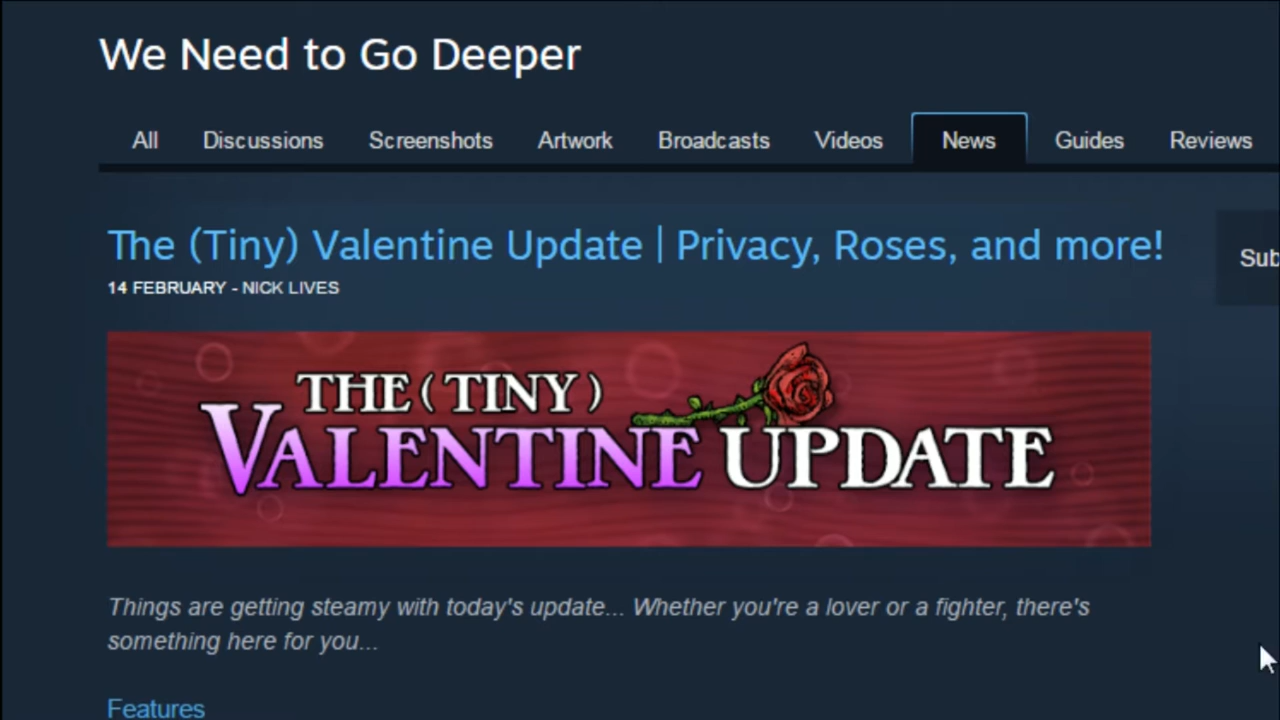 We Need to Go Deeper
All Discussions Screenshots Artwork Broadcasts Videos News Guides Reviews
The (Tiny) Valentine Update | Privacy, Roses, and more!
Sub
14 FEBRUARY - NICK LIVES
THE (TINY)
VALENTINE UPDATE
Things are getting steamy with today's update... Whether you're a lover or a fighter, there's
something here for you...
Features